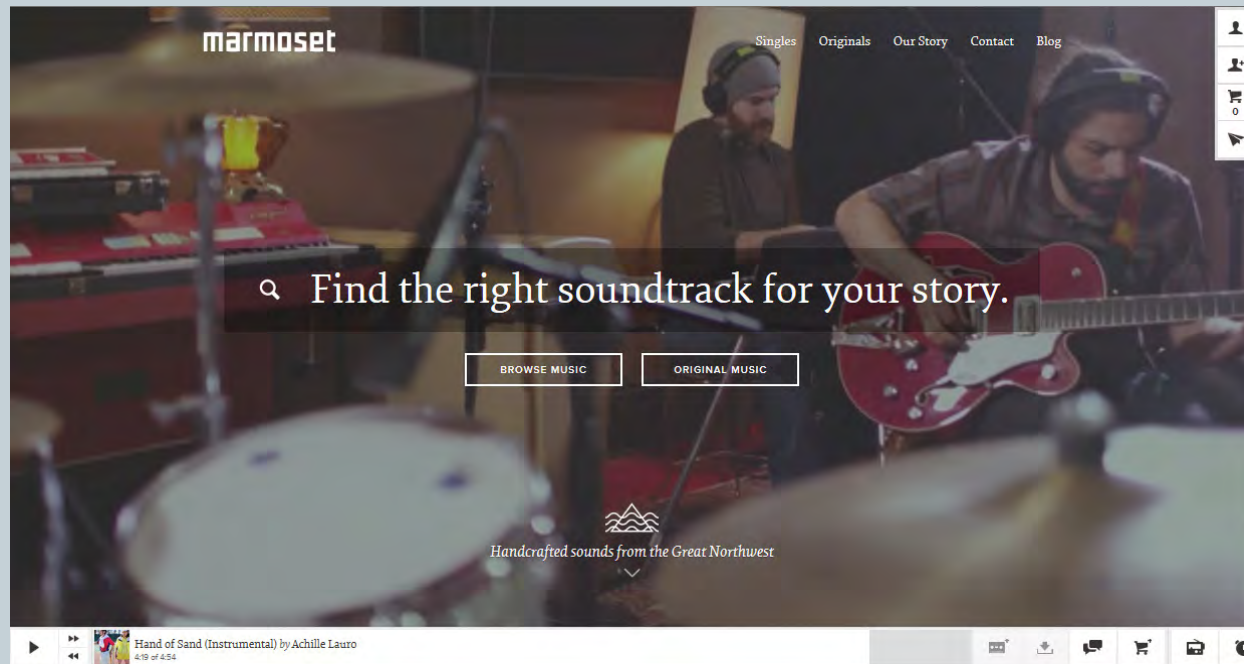 marmoset
Singles Originals Our Story Contact Blog
0
Find the right soundtrack for your story.
BROWSE MUSIC ORIGINAL MUSIC
Handcrafted sounds from the Great Northwest
Hand of Sand (Instrumental) by Achille Lauro
4:19 of 4:54